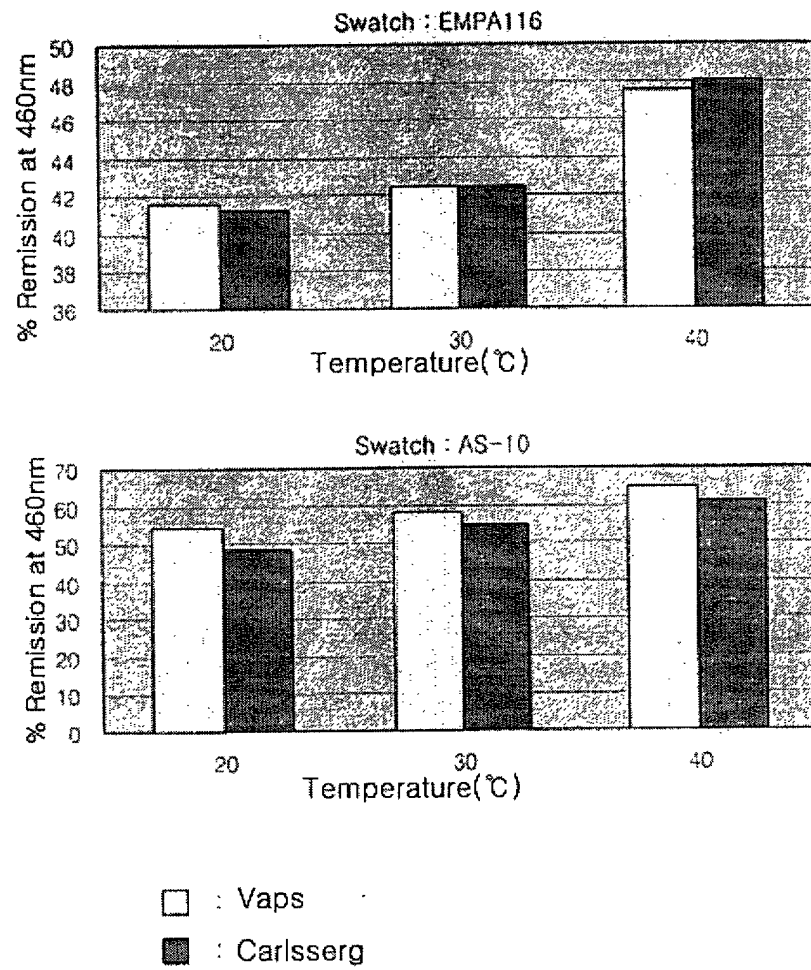 Swatch : EMPA116
% Remission at 460nm
50
48
46
44
42
40
38
36
20 30 40
Temperature(℃)
Swatch : AS-10
% Remission at 460nm
70
60
50
40
30
20
10
0
20 30 40
Temperature(℃)
: Vaps
: Carlsserg